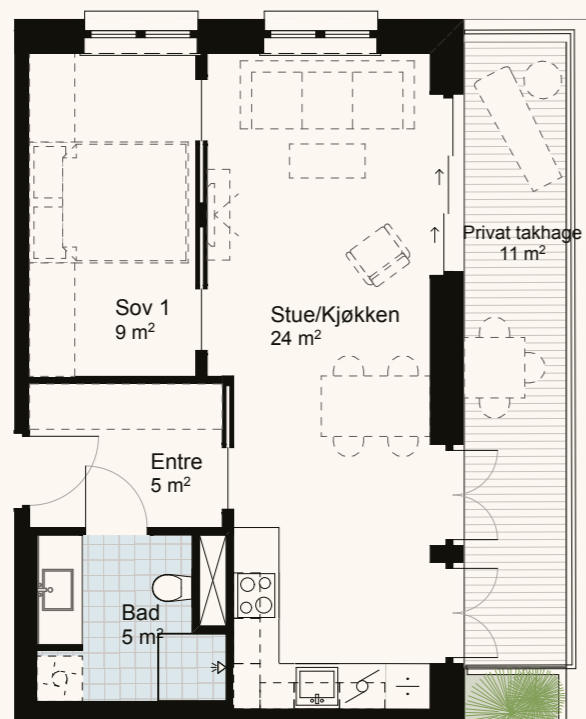 Privat takhage
11 m²
Sov 1
9 m²
Stue/Kjøkken
24 m²
Entre
5 m²
Bad
5 m²